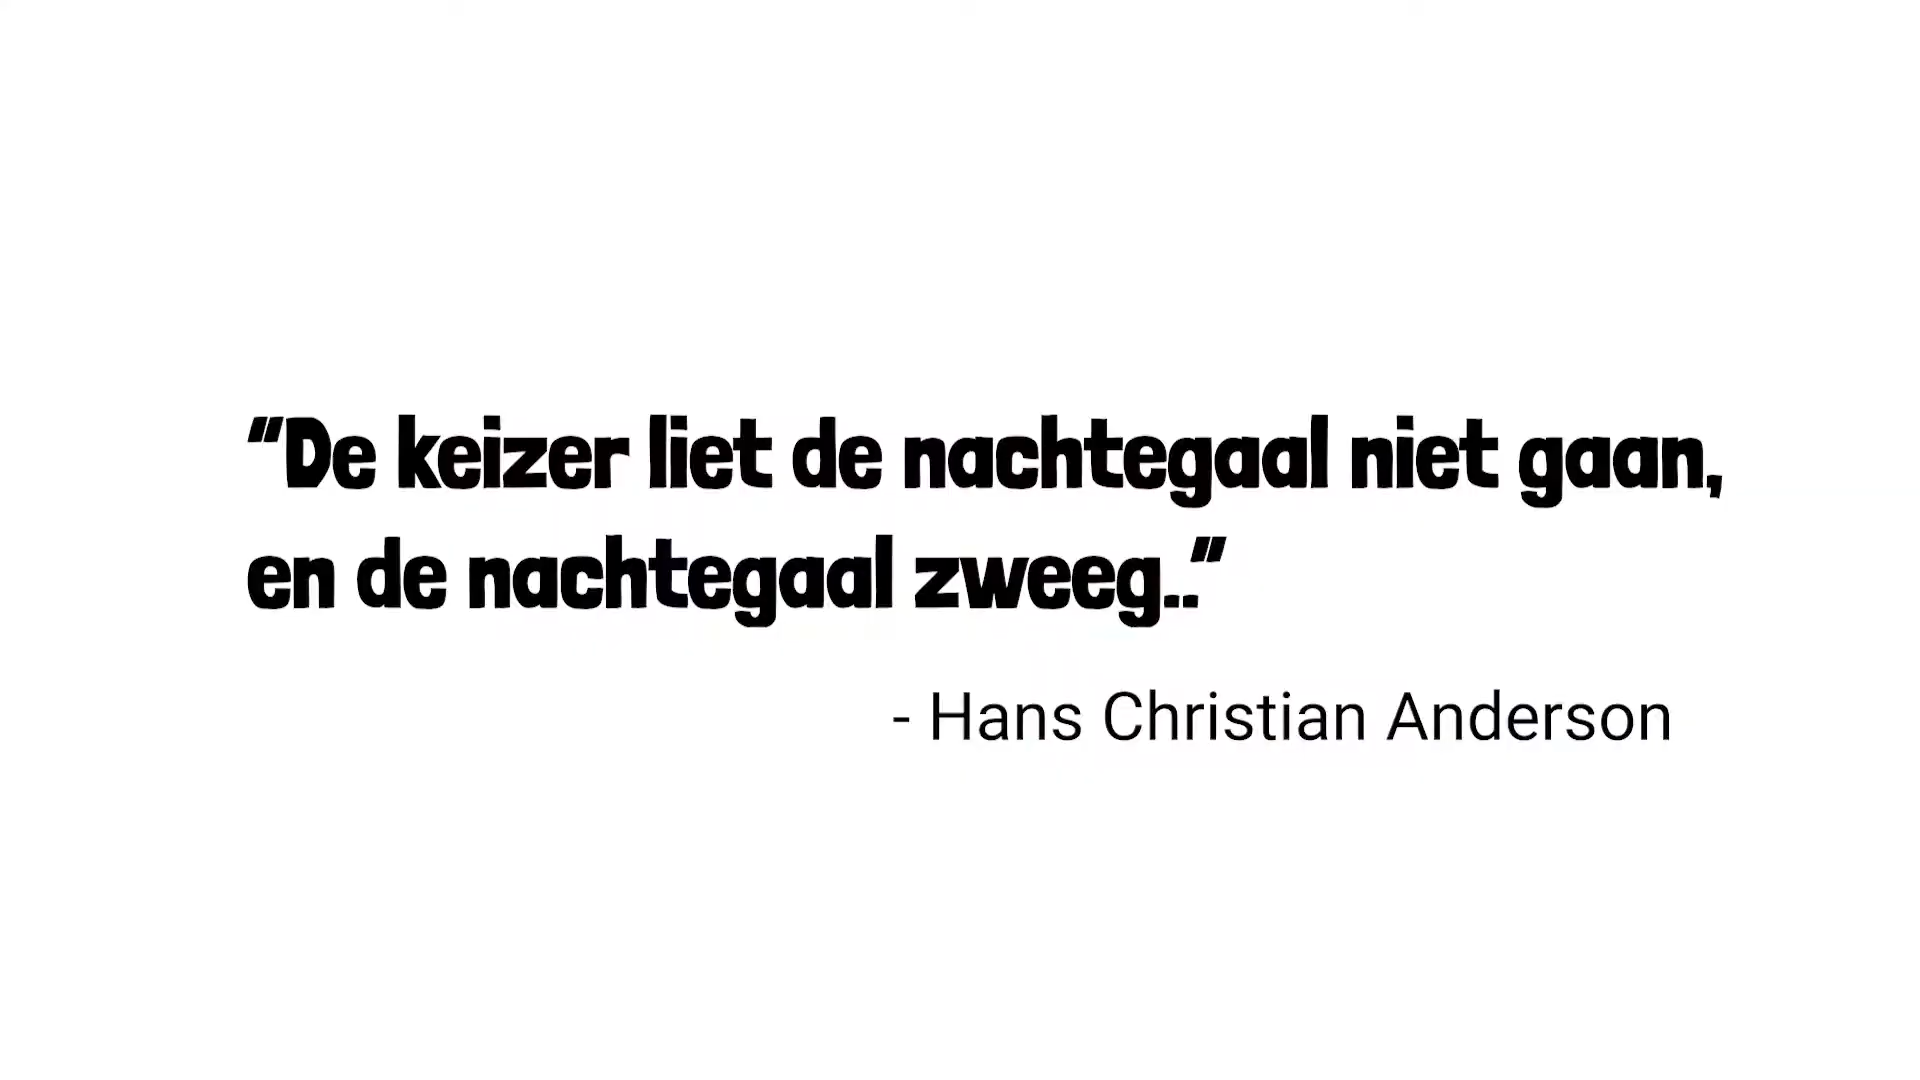 “De keizer liet de nachtegaal niet gaan,
en de nachtegaal zweeg..”
- Hans Christian Anderson